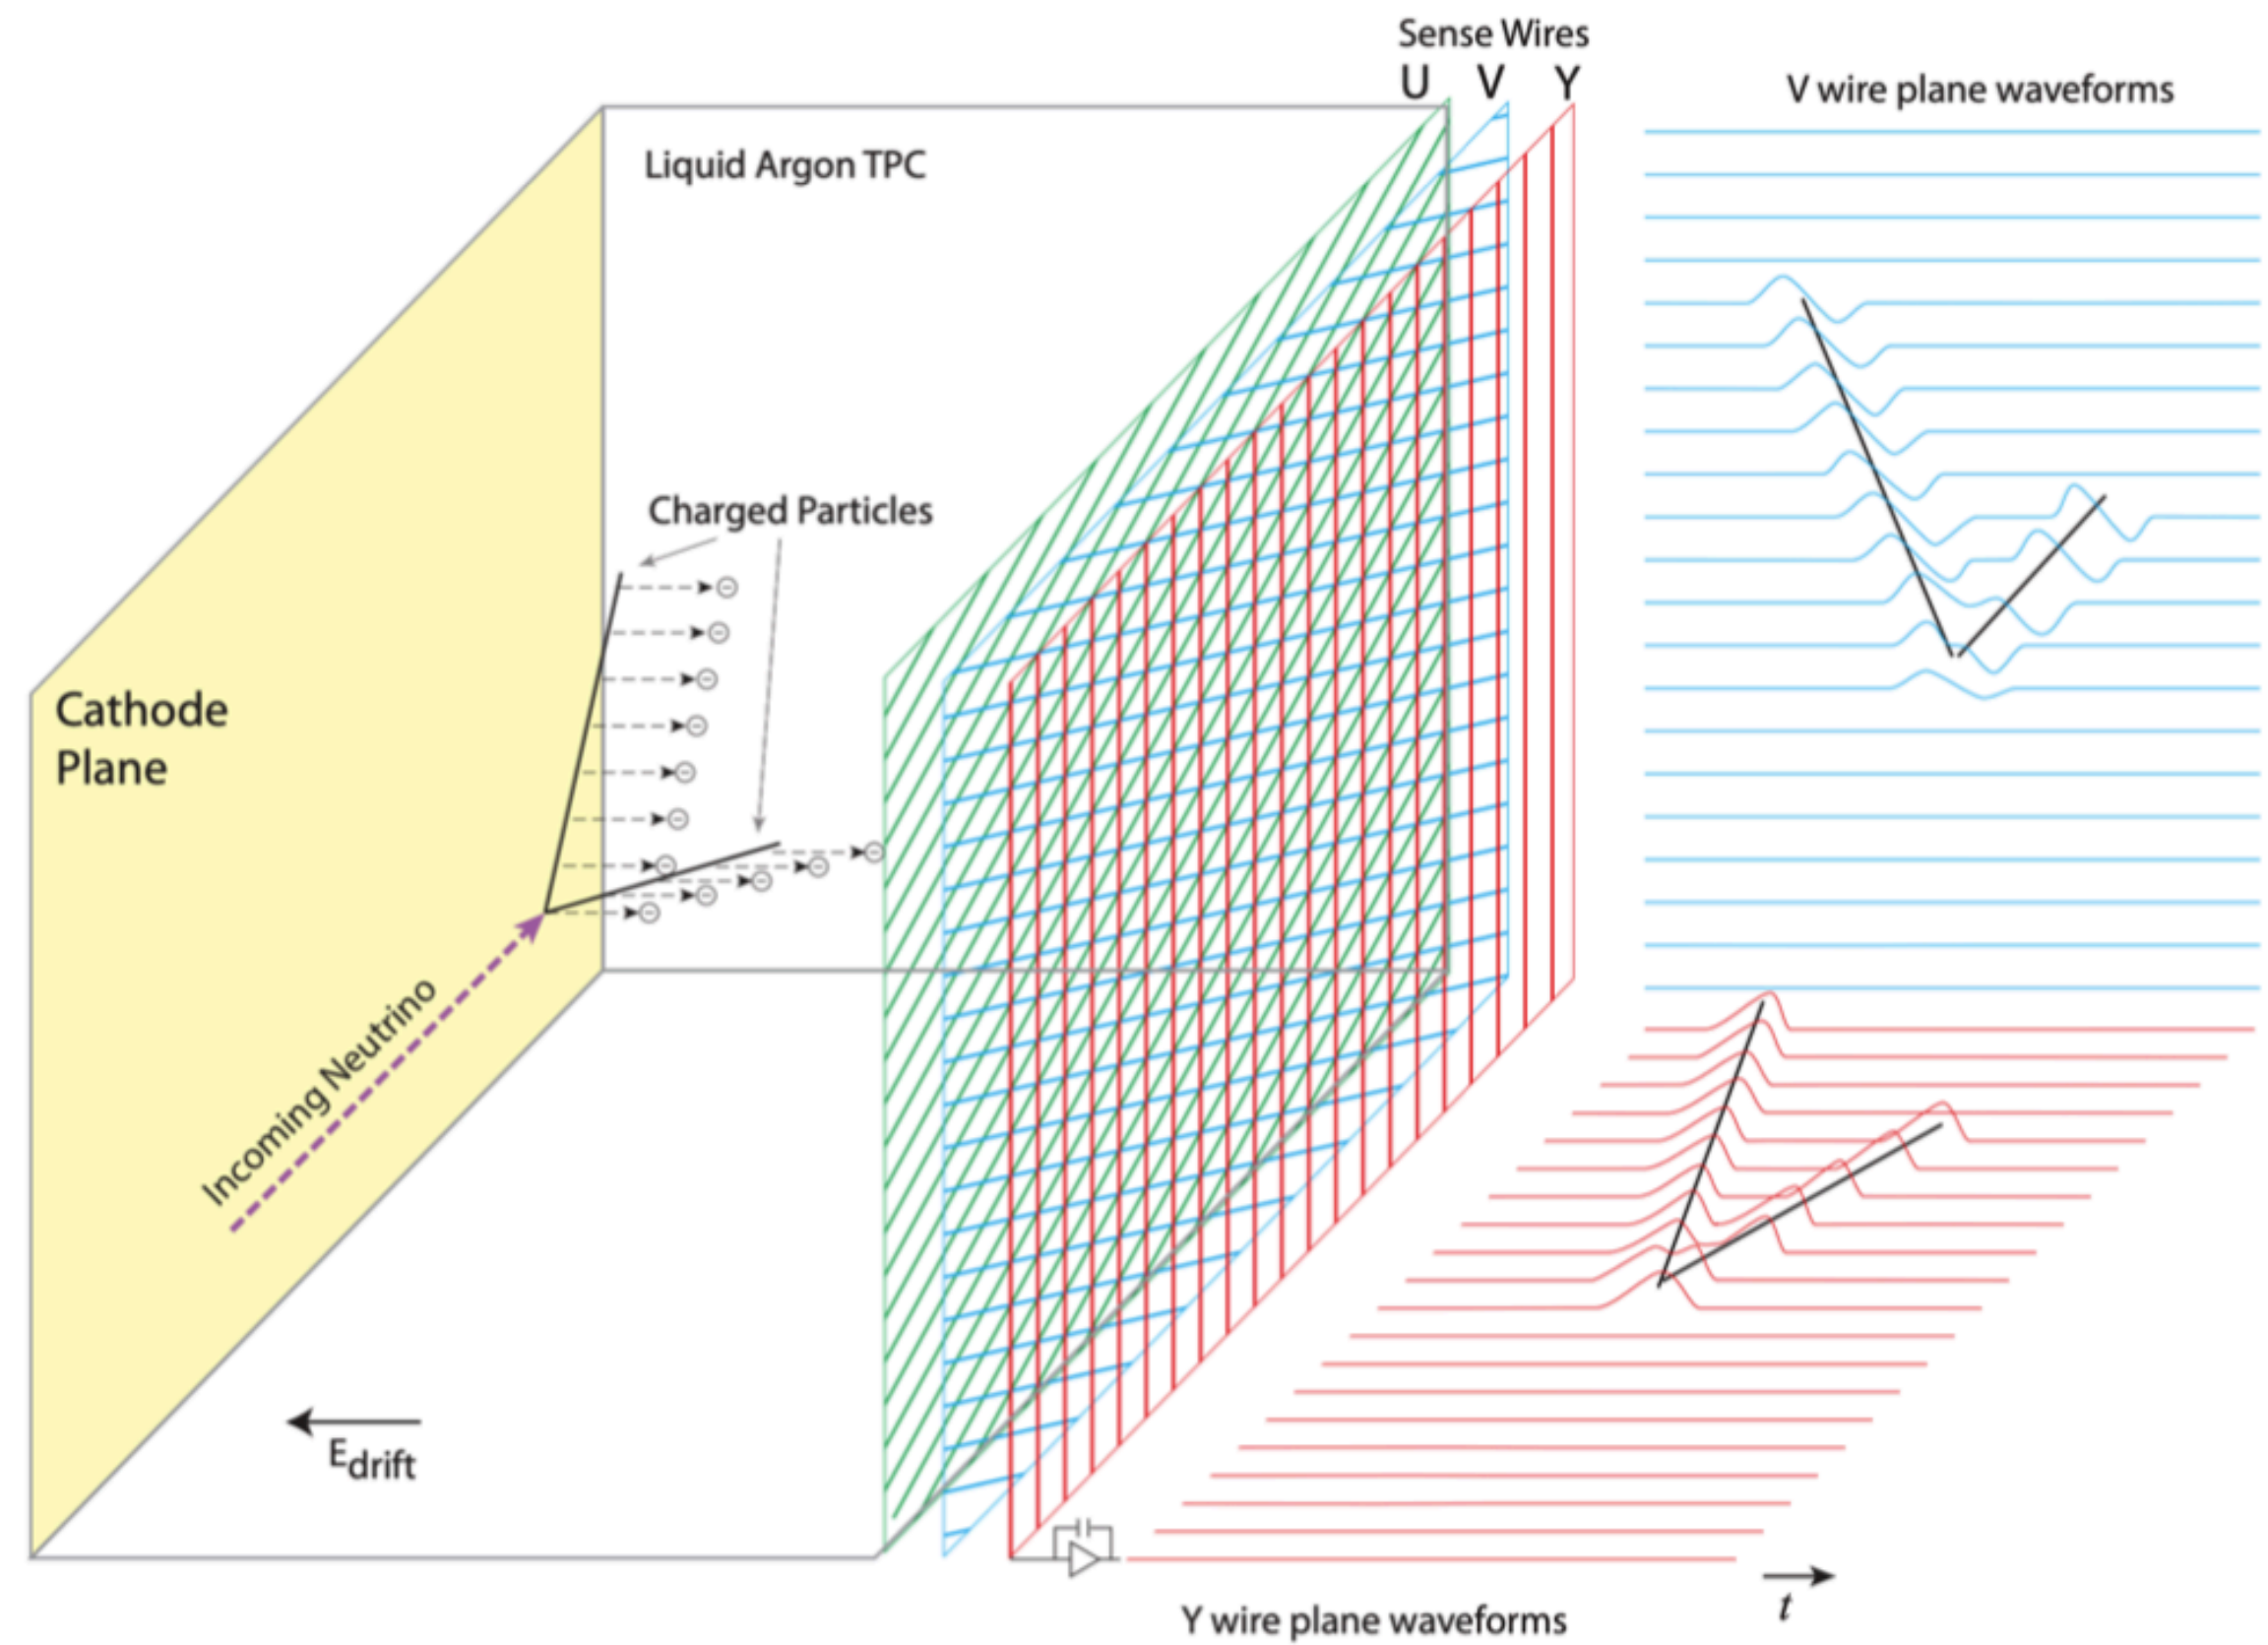 Sense Wires
U V Y
V wire plane waveforms
Liquid Argon TPC
Charged Particles
Cathode
Plane
Incoming Neutrino
Edrift
t
Y wire plane waveforms